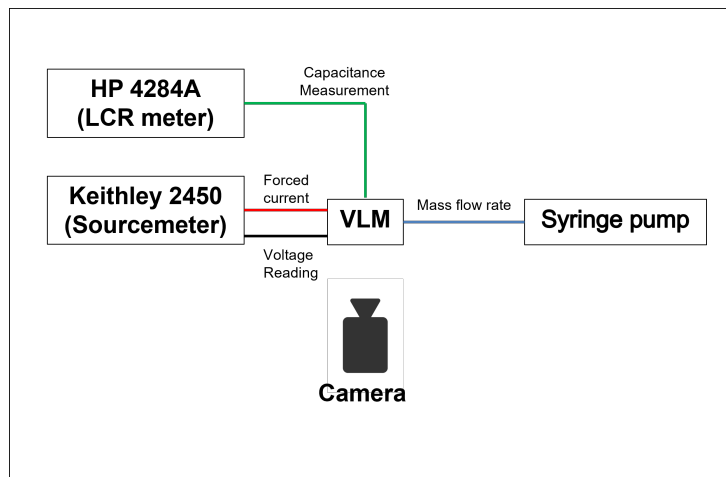 HP 4284A
(LCR meter)
Capacitance
Measurement
Keithley 2450
(Sourcemeter)
Forced
current
Voltage
Reading
VLM
Mass flow rate
Syringe pump
Camera